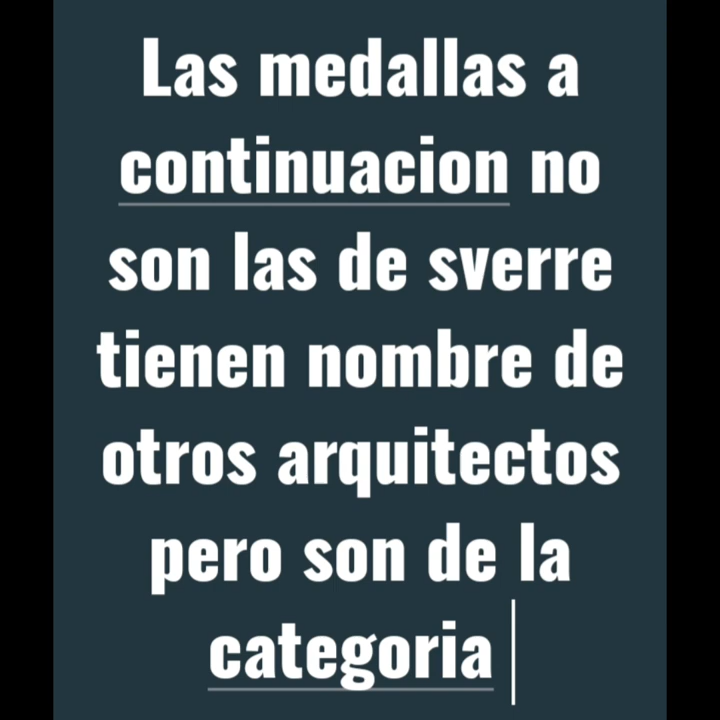 Las medallas a
continuacion no
son las de sverre
tienen nombre de
otros arquitectos
pero son de la
categoria